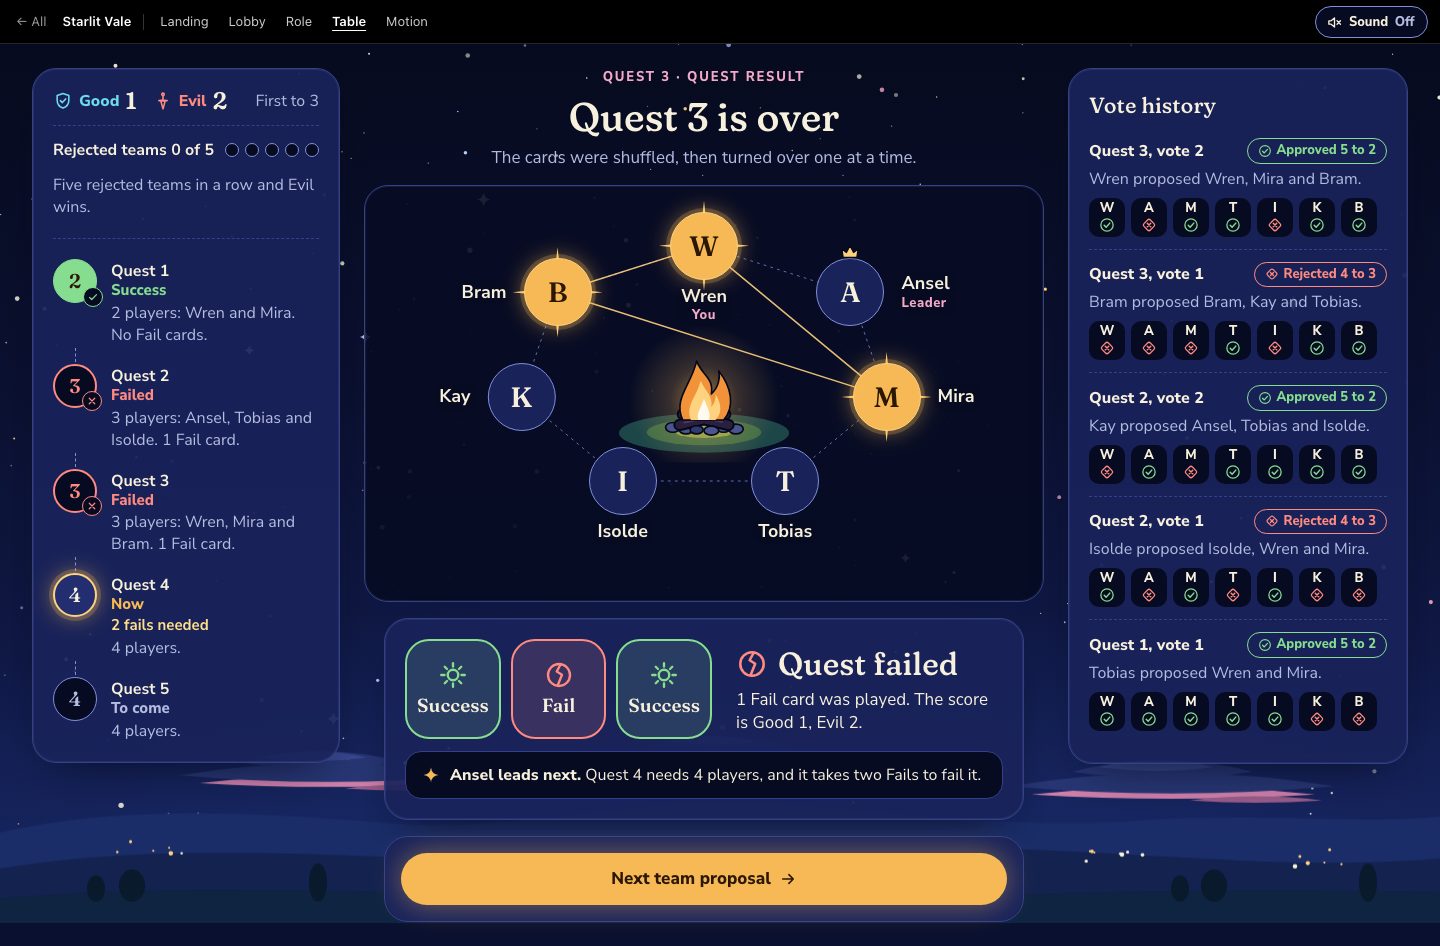 ← All Starlit Vale Landing Lobby Role Table Motion Sound Off
Good 1 Evil 2 First to 3
Rejected teams 0 of 5
Five rejected teams in a row and Evil
wins.
2
Quest 1
Success
2 players: Wren and Mira.
No Fail cards.
3
Quest 2
Failed
3 players: Ansel, Tobias and
Isolde. 1 Fail card.
3
Quest 3
Failed
3 players: Wren, Mira and
Bram. 1 Fail card.
4
Quest 4
Now
2 fails needed
4 players.
4
Quest 5
To come
4 players.
QUEST 3 · QUEST RESULT
Quest 3 is over
The cards were shuffled, then turned over one at a time.
W
Wren
You
Bram B
A Ansel
Leader
Kay K
M Mira
I
Isolde
T
Tobias
Success
Fail
Success
Quest failed
1 Fail card was played. The score
is Good 1, Evil 2.
Ansel leads next. Quest 4 needs 4 players, and it takes two Fails to fail it.
Next team proposal →
Vote history
Quest 3, vote 2 Approved 5 to 2
Wren proposed Wren, Mira and Bram.
W A M T I K B
Quest 3, vote 1 Rejected 4 to 3
Bram proposed Bram, Kay and Tobias.
W A M T I K B
Quest 2, vote 2 Approved 5 to 2
Kay proposed Ansel, Tobias and Isolde.
W A M T I K B
Quest 2, vote 1 Rejected 4 to 3
Isolde proposed Isolde, Wren and Mira.
W A M T I K B
Quest 1, vote 1 Approved 5 to 2
Tobias proposed Wren and Mira.
W A M T I K B